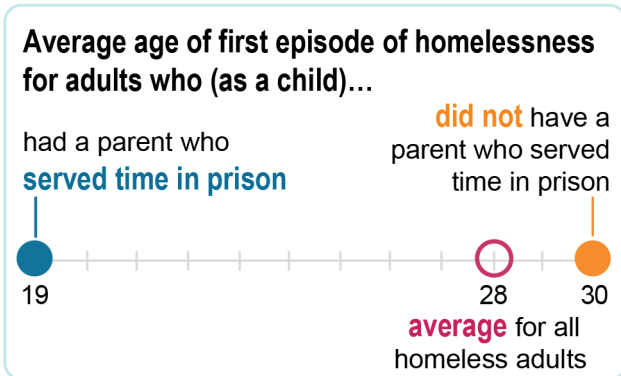 Average age of first episode of homelessness
for adults who (as a child)…
had a parent who
served time in prison
did not have a
parent who served
time in prison
19
28
30
average for all
homeless adults